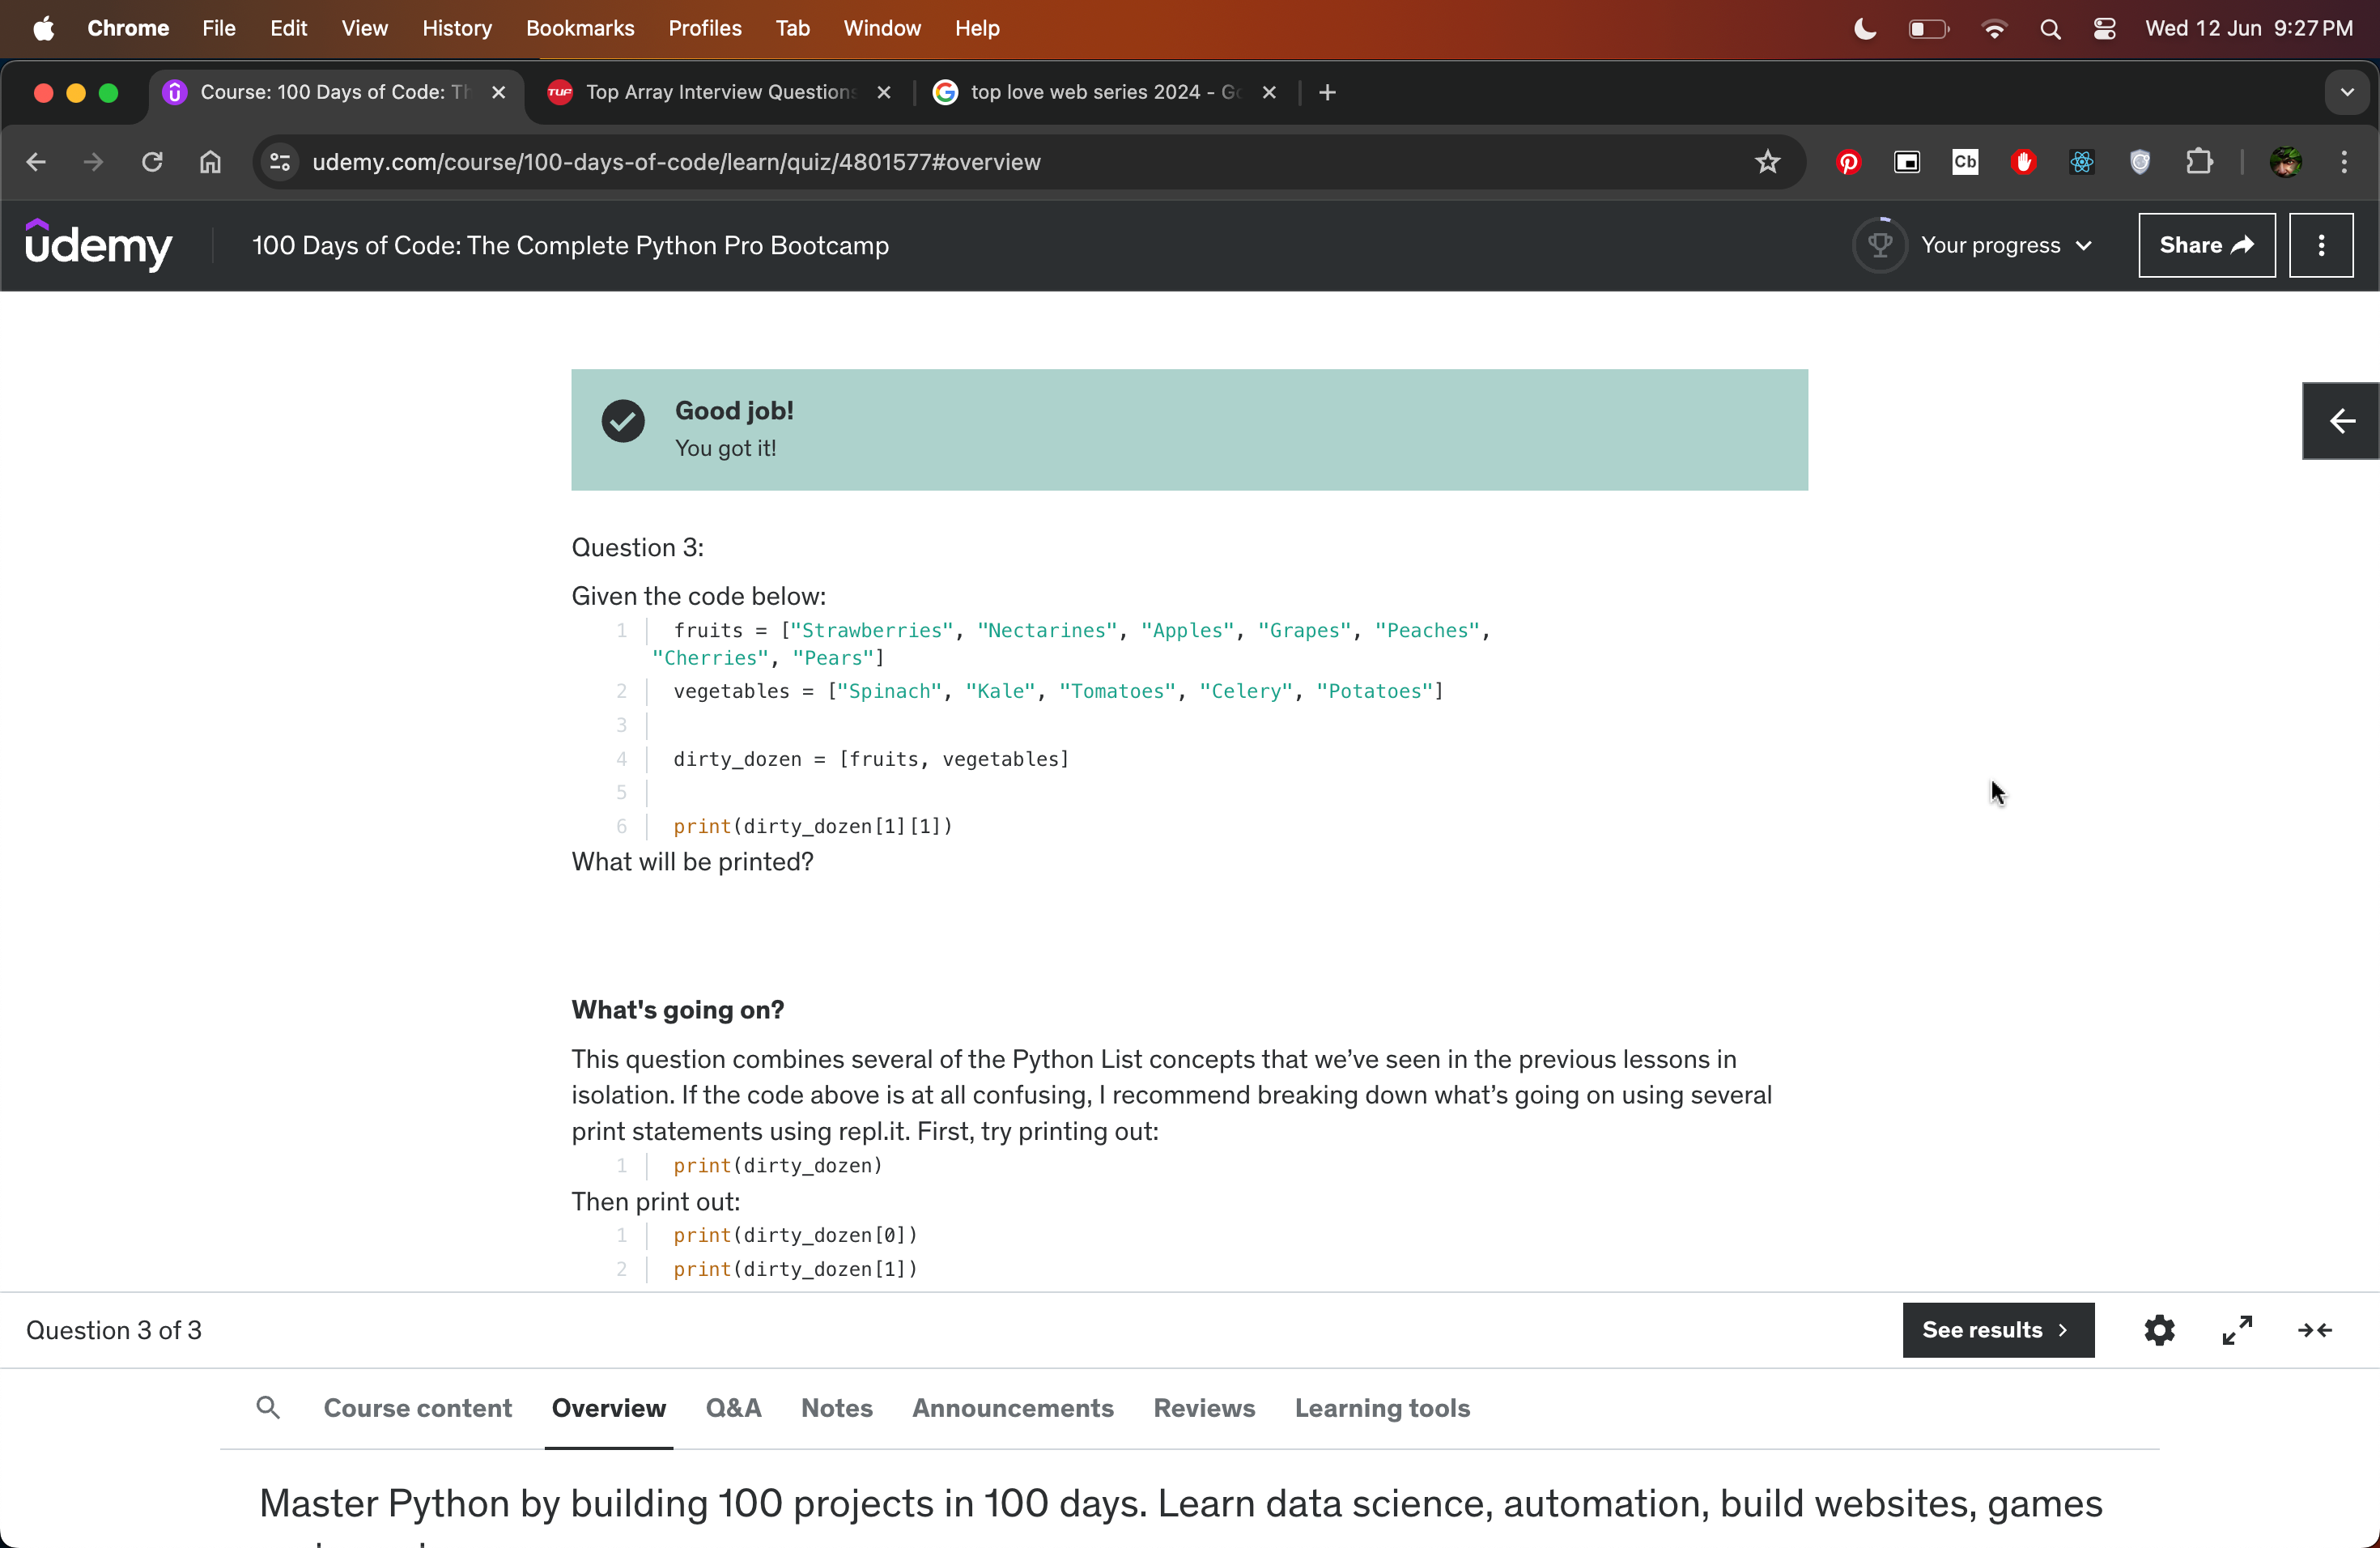 Chrome File Edit View History Bookmarks Profiles Tab Window Help Wed 12 Jun 9:27 PM
Course: 100 Days of Code: Th Top Array Interview Questions top love web series 2024 - Go
udemy.com/course/100-days-of-code/learn/quiz/4801577#overview Cb
udemy 100 Days of Code: The Complete Python Pro Bootcamp Your progress Share
Good job!
You got it!
Question 3:
Given the code below:
1 fruits = ["Strawberries", "Nectarines", "Apples", "Grapes", "Peaches",
"Cherries", "Pears"]
2 vegetables = ["Spinach", "Kale", "Tomatoes", "Celery", "Potatoes"]
3
4 dirty_dozen = [fruits, vegetables]
5
6 print(dirty_dozen[1][1])
What will be printed?
What's going on?
This question combines several of the Python List concepts that we’ve seen in the previous lessons in
isolation. If the code above is at all confusing, I recommend breaking down what’s going on using several
print statements using repl.it. First, try printing out:
1 print(dirty_dozen)
Then print out:
1 print(dirty_dozen[0])
2 print(dirty_dozen[1])
Question 3 of 3 See results
Course content Overview Q&A Notes Announcements Reviews Learning tools
Master Python by building 100 projects in 100 days. Learn data science, automation, build websites, games